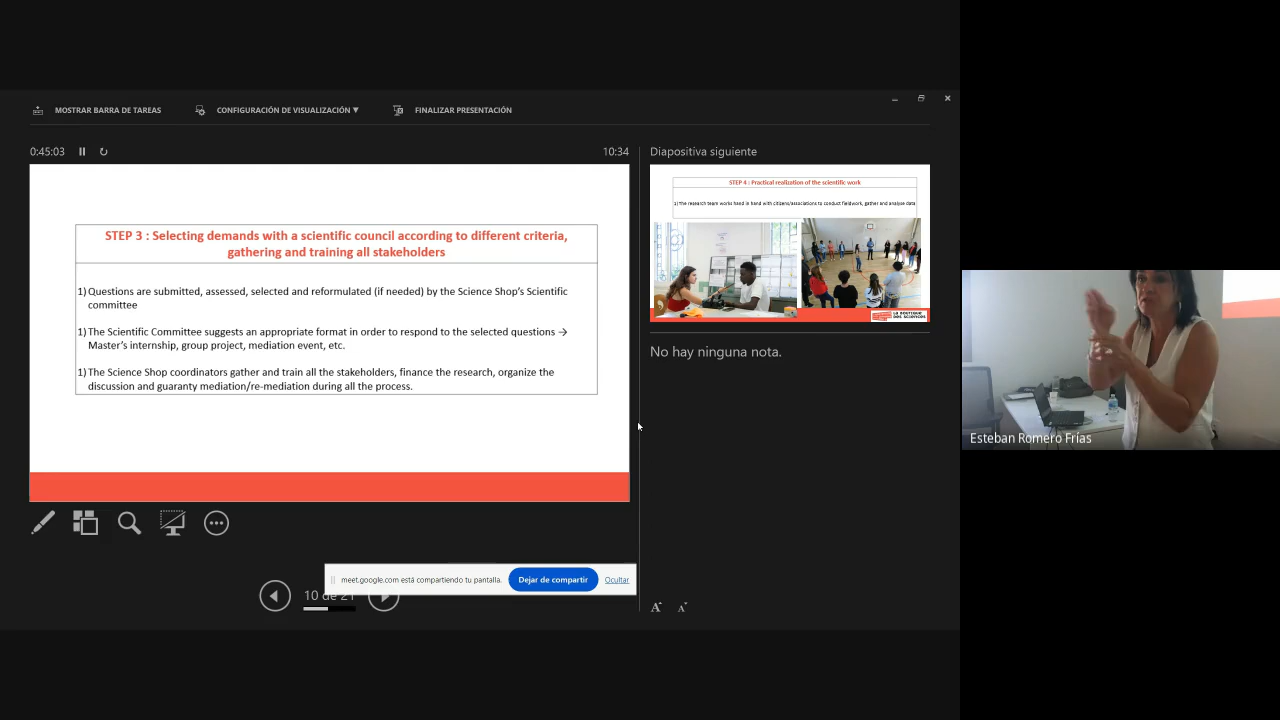 MOSTRAR BARRA DE TAREAS
CONFIGURACIÓN DE VISUALIZACIÓN ▼
FINALIZAR PRESENTACIÓN
0:45:03
10:34
STEP 3 : Selecting demands with a scientific council according to different criteria,
gathering and training all stakeholders
1) Questions are submitted, assessed, selected and reformulated (if needed) by the Science Shop's Scientific
committee
1) The Scientific Committee suggests an appropriate format in order to respond to the selected questions →
Master's internship, group project, mediation event, etc.
1) The Science Shop coordinators gather and train all the stakeholders, finance the research, organize the
discussion and guaranty mediation/re-mediation during all the process.
Diapositiva siguiente
STEP 4 : Practical realization of the scientific work
1) The research team works hand in hand with citizens/associations to conduct fieldwork, gather and analyse data
LA BOUTIQUE
DES SCIENCES
No hay ninguna nota.
Esteban Romero Frías
meet.google.com está compartiendo tu pantalla.
Dejar de compartir
Ocultar
10 de 21
A
A